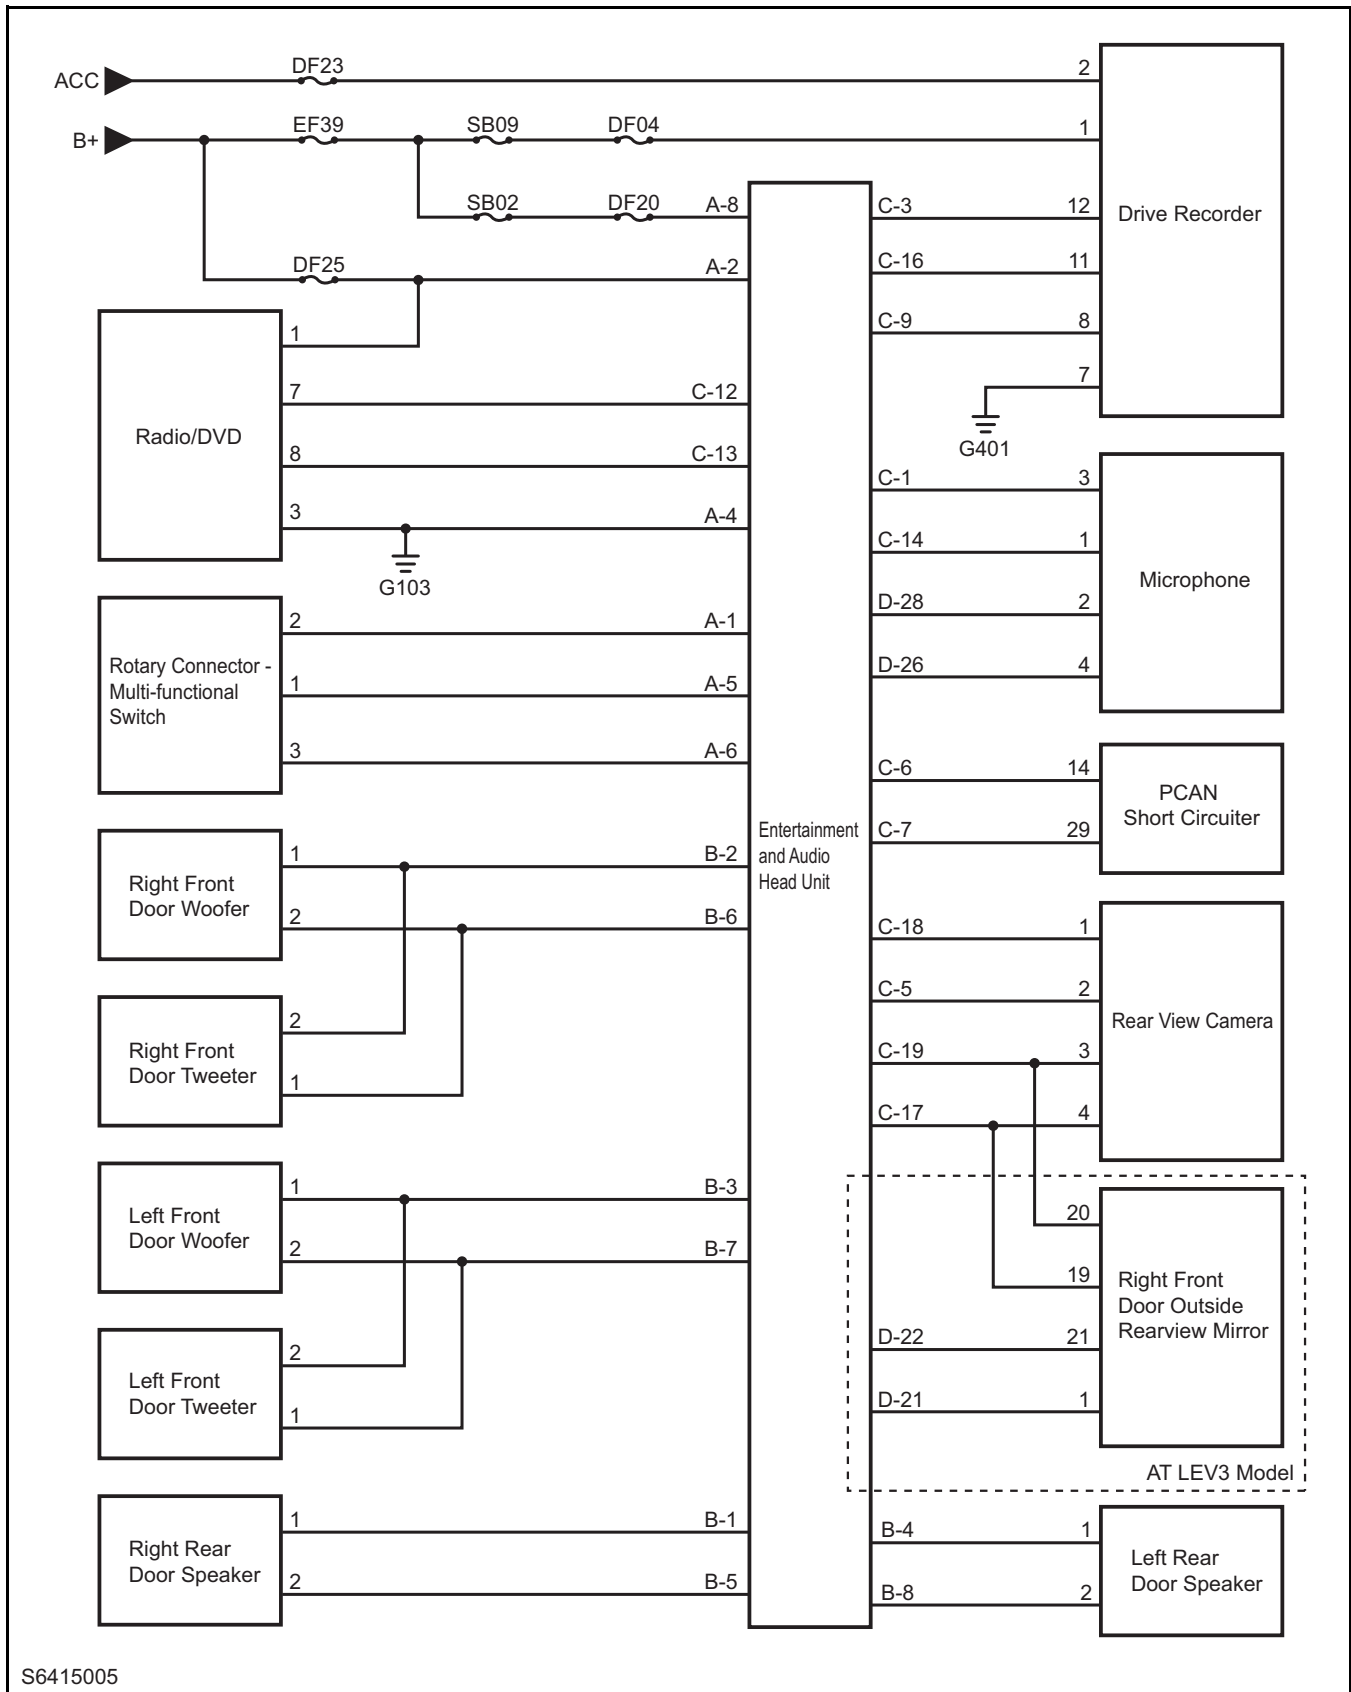 ACC
DF23
2
B+
EF39
SB09
DF04
1
SB02
DF20
A-8
C-3
12
Drive Recorder
DF25
A-2
C-16
11
1
C-9
8
7
C-12
7
G401
Radio/DVD
8
C-13
3
A-4
G103
C-1
3
C-14
1
Microphone
D-28
2
D-26
4
2
A-1
Rotary Connector -
Multi-functional
Switch
1
A-5
3
A-6
C-6
14
PCAN
Short Circuiter
C-7
29
Entertainment
and Audio
Head Unit
1
B-2
Right Front
Door Woofer
2
B-6
C-18
1
C-5
2
Rear View Camera
C-19
3
C-17
4
2
Right Front
Door Tweeter
1
1
B-3
Left Front
Door Woofer
2
B-7
20
19
Right Front
Door Outside
Rearview Mirror
D-22
21
D-21
1
AT LEV3 Model
2
Left Front
Door Tweeter
1
1
B-1
Right Rear
Door Speaker
2
B-5
B-4
1
Left Rear
Door Speaker
B-8
2
S6415005